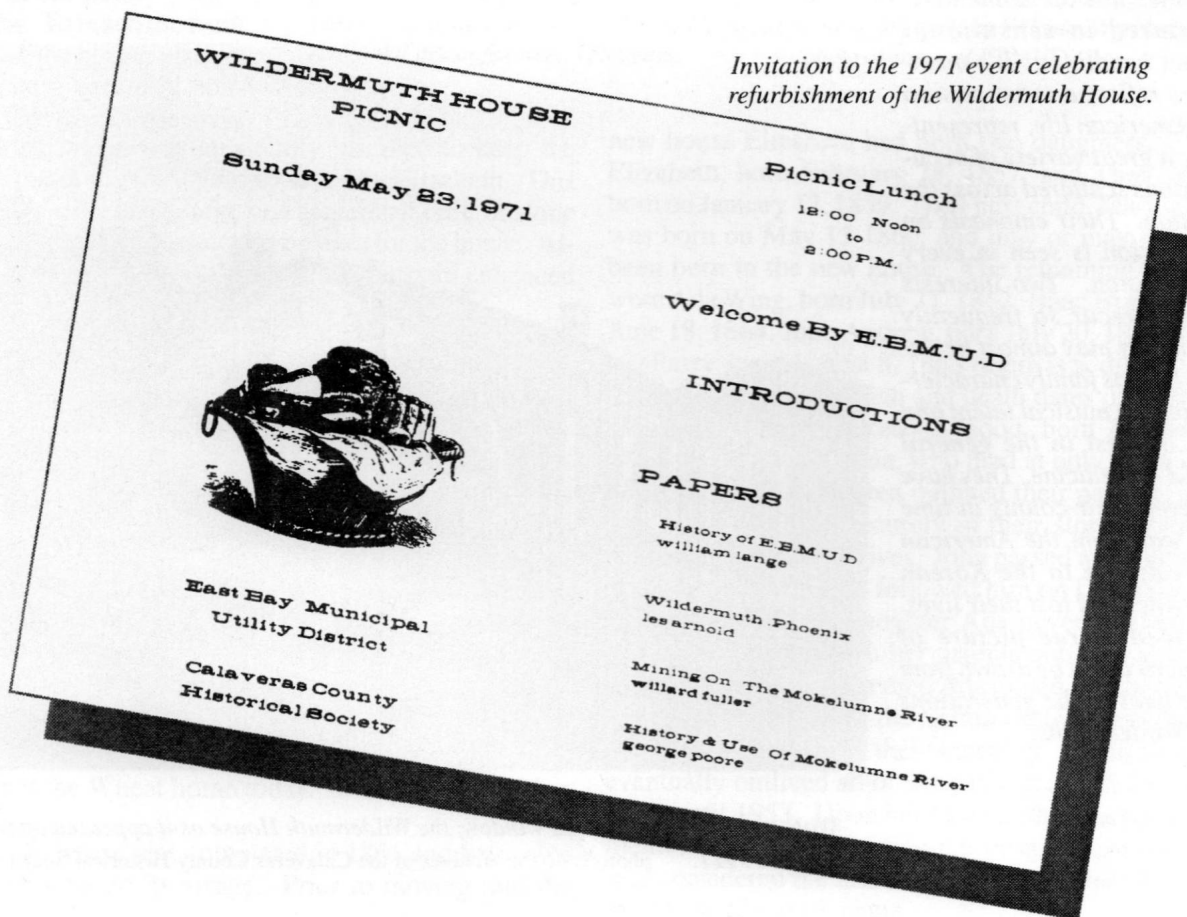 Invitation to the 1971 event celebrating
refurbishment of the Wildermuth House.
WILDERMUTH HOUSE
PICNIC
Sunday May 23.1971
East Bay Municipal
Utility District
Calaveras County
Historical Society
Picnic Lunch
12:00 Noon
to
2:00 P.M.
Welcome By E.B.M.U.D
INTRODUCTIONS
PAPERS
History of E.B.M.U.D
william lange
Wildermuth .Phoenix
les arnold
Mining On The Mokelumne River
willard fuller
History & Use Of Mokelumne River
george poore